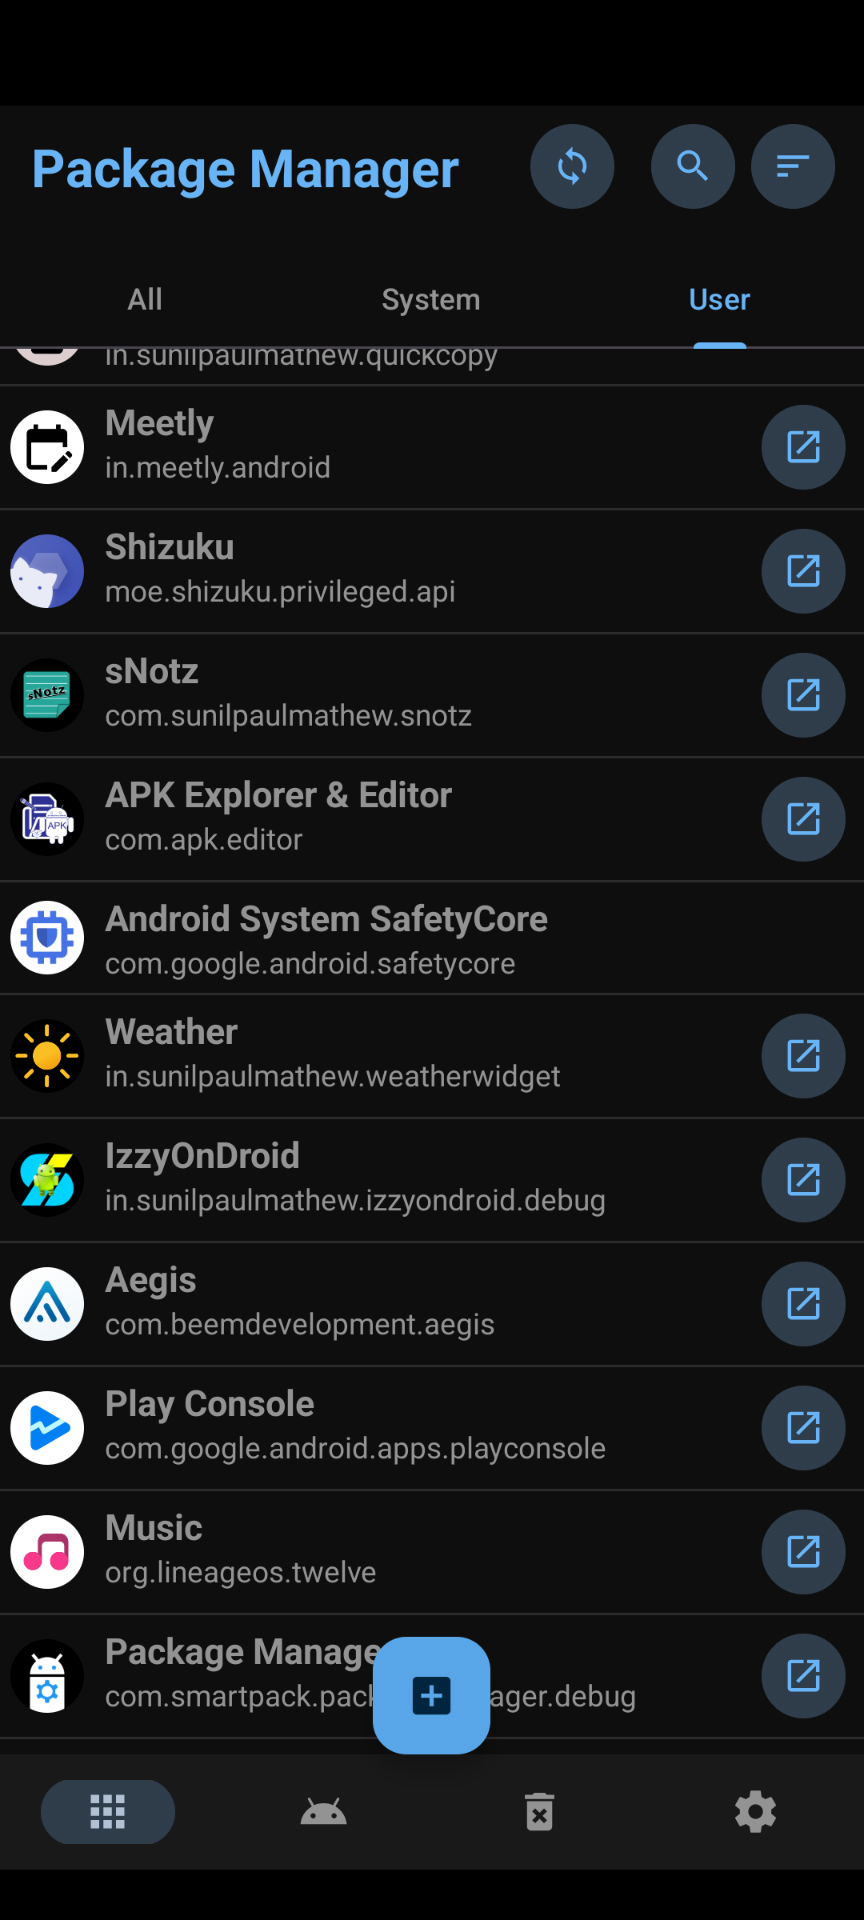 Package Manager
All System User
in.sunilpaulmathew.quickcopy
Meetly
in.meetly.android
Shizuku
moe.shizuku.privileged.api
sNotz
sNotz
com.sunilpaulmathew.snotz
APK Explorer & Editor
APK
com.apk.editor
Android System SafetyCore
com.google.android.safetycore
Weather
in.sunilpaulmathew.weatherwidget
IzzyOnDroid
in.sunilpaulmathew.izzyondroid.debug
Aegis
com.beemdevelopment.aegis
Play Console
com.google.android.apps.playconsole
Music
org.lineageos.twelve
Package Manage
com.smartpack.pack ager.debug